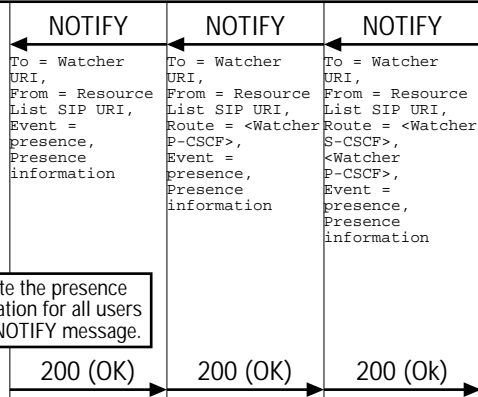 NOTIFY NOTIFY NOTIFY
To = Watcher
URI,
From = Resource
List SIP URI,
Event =
presence,
Presence
information
To = Watcher
URI,
From = Resource
List SIP URI,
Route = <Watcher
P-CSCF>,
Event =
presence,
Presence
information
To = Watcher
URI,
From = Resource
List SIP URI,
Route = <Watcher
S-CSCF>,
<Watcher
P-CSCF>,
Event =
presence,
Presence
information
te the presence
ation for all users
NOTIFY message.
200 (OK) 200 (OK) 200 (Ok)